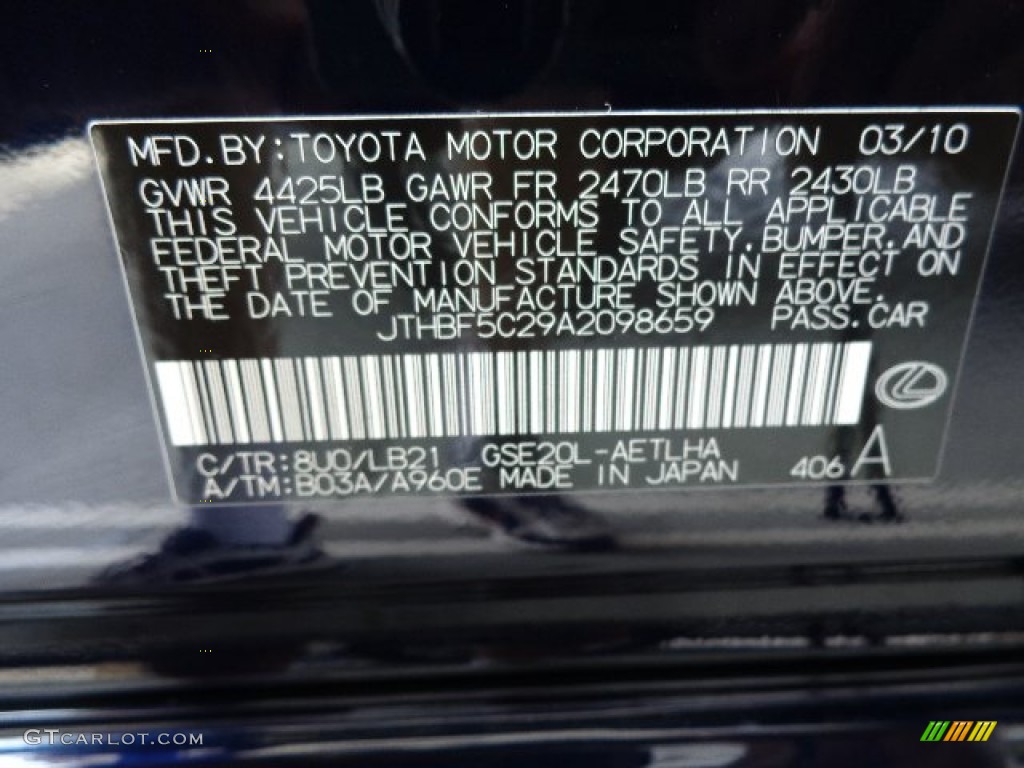 MFD. BY: TOYOTA MOTOR CORPORATION 03/10
GVWR 4425LB GAWR FR 2470LB RR 2430LB
THIS VEHICLE CONFORMS TO ALL APPLICABLE
FEDERAL MOTOR VEHICLE SAFETY, BUMPER, AND
THEFT PREVENTION STANDARDS IN EFFECT ON
THE DATE OF MANUFACTURE SHOWN ABOVE.
JTHBF5C29A2098659 PASS. CAR
C/TR: 8U0/LB21 GSE20L-AETLHA
A/TM: B03A/A960E MADE IN JAPAN 406 A
GTCARLOT.COM